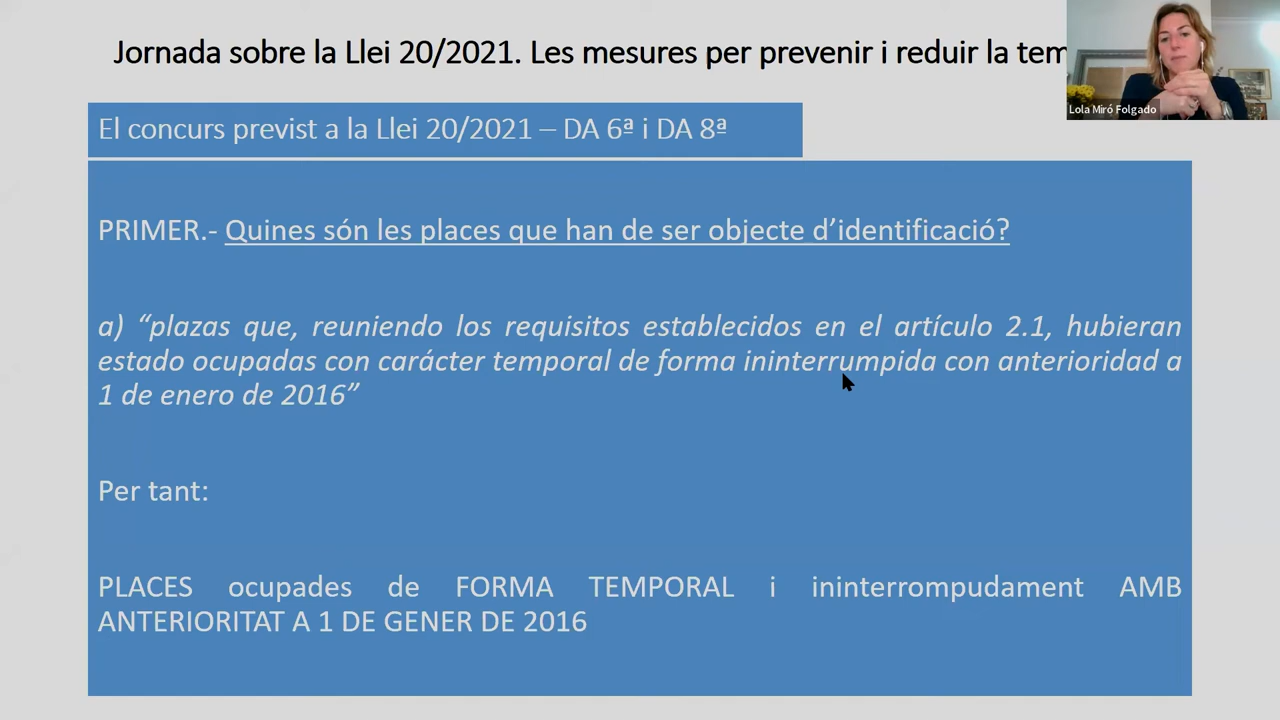 Jornada sobre la Llei 20/2021. Les mesures per prevenir i reduir la tem
Lola Miró Folgado
El concurs previst a la Llei 20/2021 – DA 6ª i DA 8ª
PRIMER.- Quines són les places que han de ser objecte d’identificació?
a) “plazas que, reuniendo los requisitos establecidos en el artículo 2.1, hubieran
estado ocupadas con carácter temporal de forma ininterrumpida con anterioridad a
1 de enero de 2016”
Per tant:
PLACES ocupades de FORMA TEMPORAL i ininterrompudament AMB
ANTERIORITAT A 1 DE GENER DE 2016